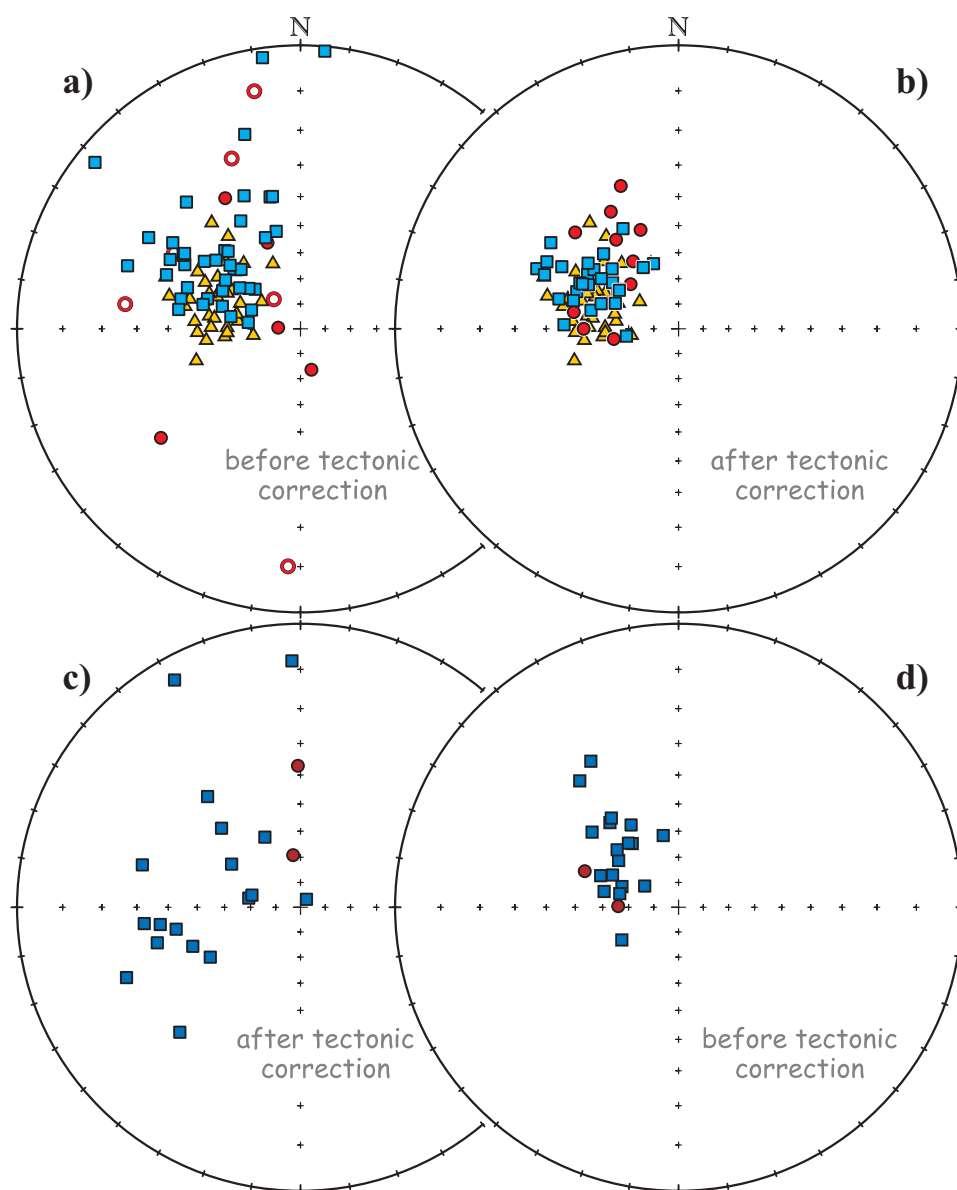 N
N
a)
b)
before tectonic
correction
after tectonic
correction
c)
d)
after tectonic
correction
before tectonic
correction